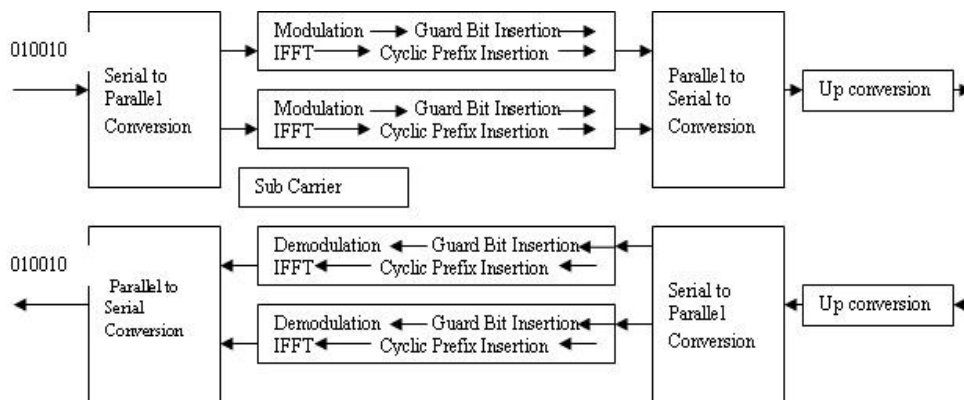 010010
Serial to
Parallel
Conversion
Modulation Guard Bit Insertion
IFFT Cyclic Prefix Insertion
Modulation Guard Bit Insertion
IFFT Cyclic Prefix Insertion
Parallel to
Serial to
Conversion
Up conversion
Sub Carrier
010010
Parallel to
Serial
Conversion
Demodulation Guard Bit Insertion
IFFT Cyclic Prefix Insertion
Demodulation Guard Bit Insertion
IFFT Cyclic Prefix Insertion
Serial to
Parallel
Conversion
Up conversion